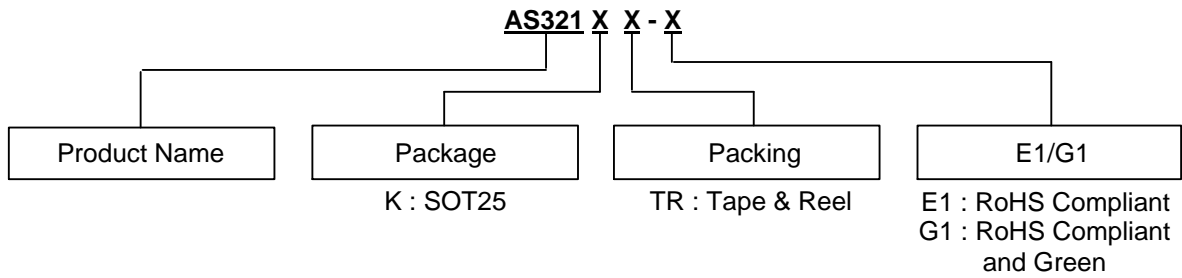 AS321 X X - X
Product Name
Package
Packing
E1/G1
K : SOT25
TR : Tape & Reel
E1 : RoHS Compliant
G1 : RoHS Compliant
and Green